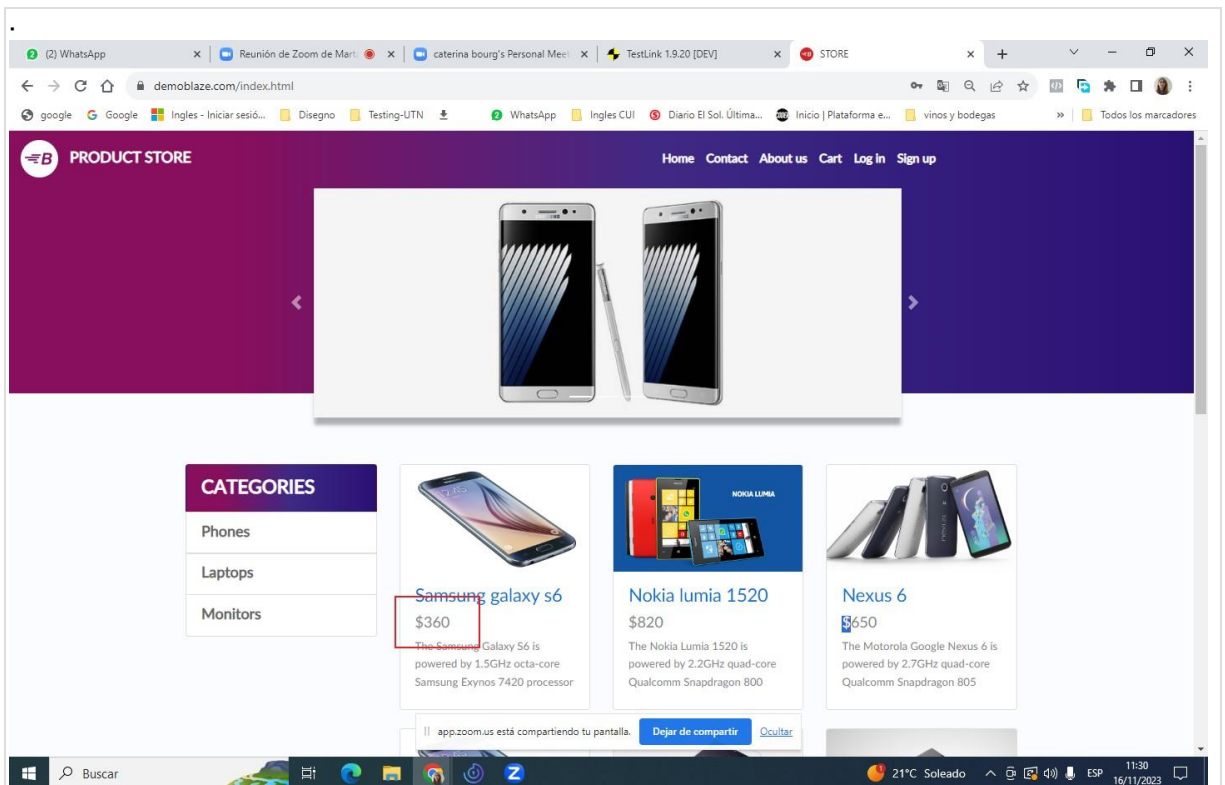 .
(2) WhatsApp
Reunión de Zoom de Mart
caterina bourg's Personal Meet
TestLink 1.9.20 [DEV]
STORE
demoblaze.com/index.html
google
Google
Ingles - Iniciar sesió...
Disegno
Testing-UTN
WhatsApp
Ingles CUI
Diario El Sol. Última...
Inicio | Plataforma e...
vinos y bodegas
»
Todos los marcadores
B PRODUCT STORE
Home Contact About us Cart Log in Sign up
CATEGORIES
Phones
Laptops
Monitors
Samsung galaxy s6
$360
The Samsung Galaxy S6 is
powered by 1.5GHz octa-core
Samsung Exynos 7420 processor
NOKIA LUMIA
Nokia lumia 1520
$820
The Nokia Lumia 1520 is
powered by 2.2GHz quad-core
Qualcomm Snapdragon 800
Nexus 6
$650
The Motorola Google Nexus 6 is
powered by 2.7GHz quad-core
Qualcomm Snapdragon 805
app.zoom.us está compartiendo tu pantalla.
Dejar de compartir
Ocultar
Buscar
21°C Soleado
ESP
11:30
16/11/2023